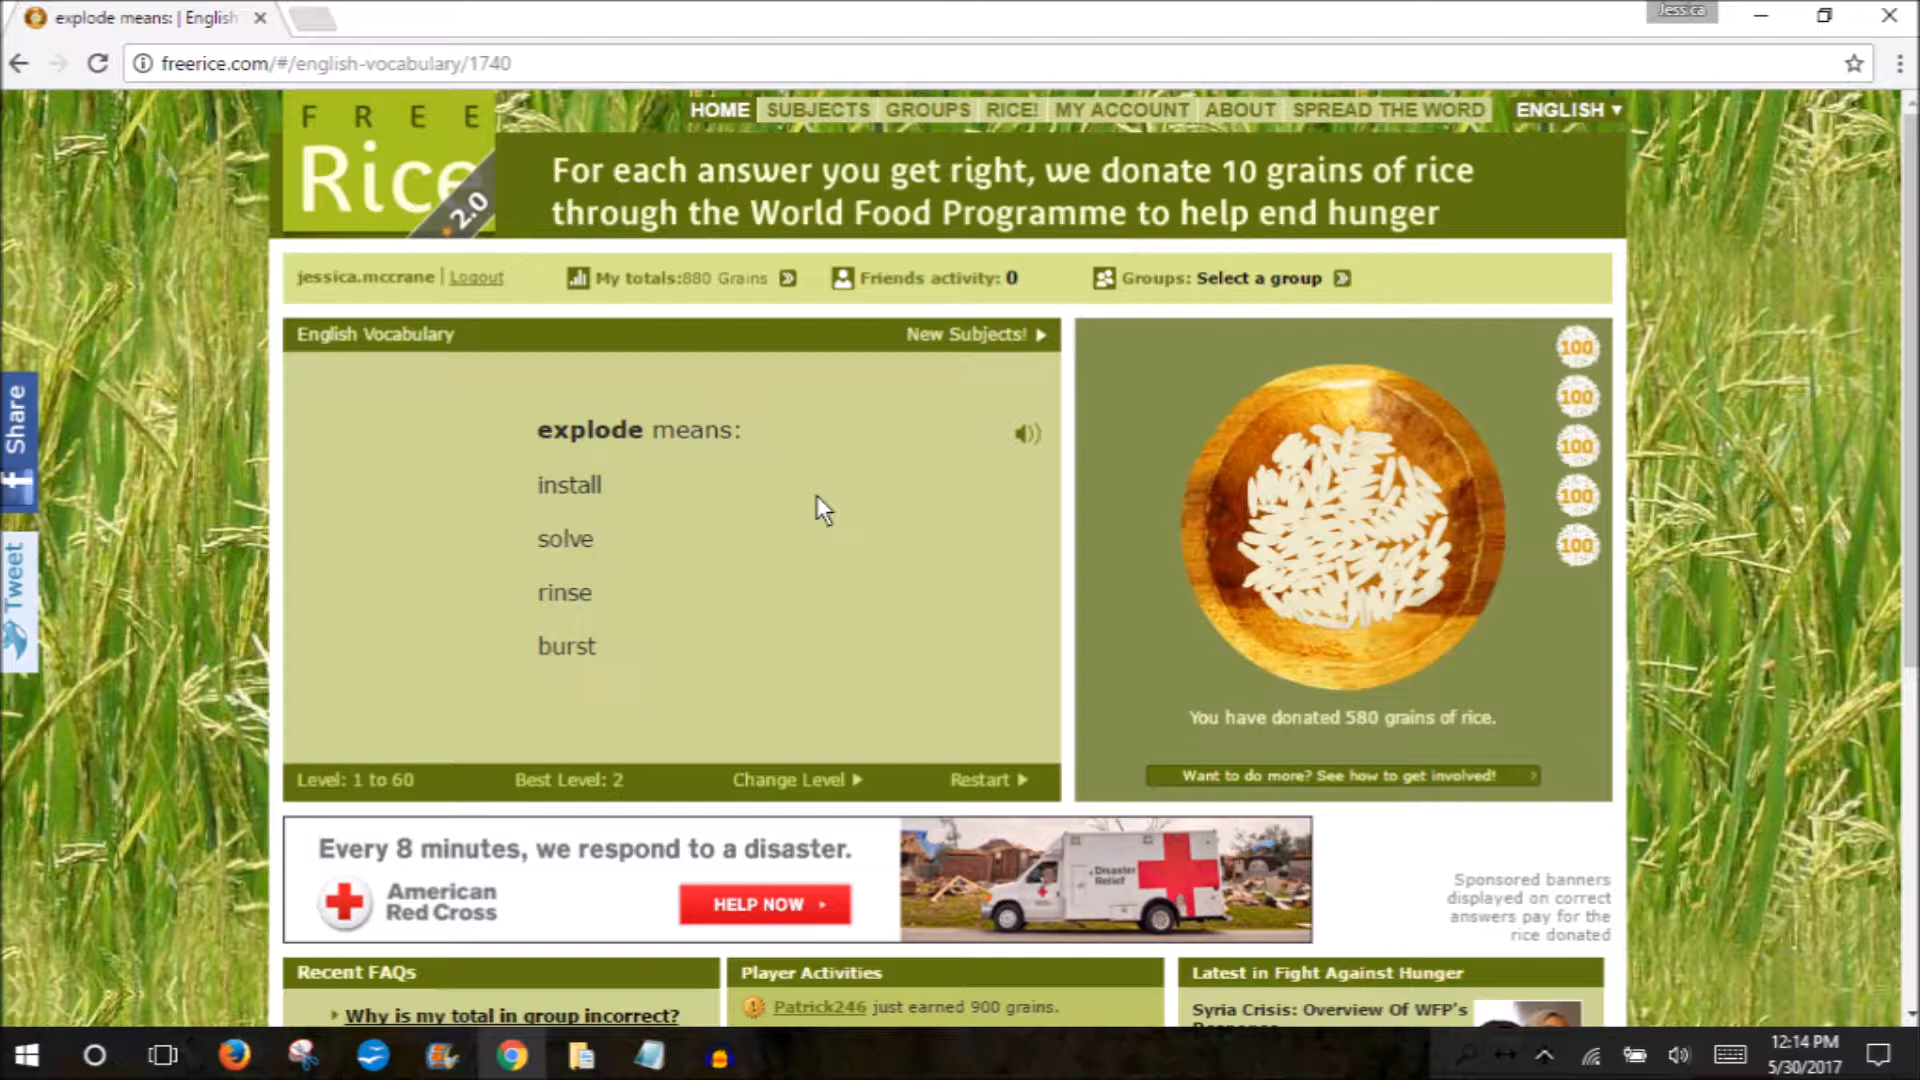 explode means: | English
Jessica
freerice.com/#/english-vocabulary/1740
FREE
Rice
2.0
HOME SUBJECTS GROUPS RICE! MY ACCOUNT ABOUT SPREAD THE WORD ENGLISH ▼
For each answer you get right, we donate 10 grains of rice
through the World Food Programme to help end hunger
jessica.mccrane | Logout My totals:880 Grains Friends activity: 0 Groups: Select a group
English Vocabulary New Subjects!
explode means:
install
solve
rinse
burst
Level: 1 to 60 Best Level: 2 Change Level Restart
100
100
100
100
100
You have donated 580 grains of rice.
Want to do more? See how to get involved!
f Share
Tweet
Every 8 minutes, we respond to a disaster.
American
Red Cross
HELP NOW
Disaster
Relief
Sponsored banners
displayed on correct
answers pay for the
rice donated
Recent FAQs
Why is my total in group incorrect?
Player Activities
Patrick246 just earned 900 grains.
Latest in Fight Against Hunger
Syria Crisis: Overview Of WFP's
12:14 PM
5/30/2017